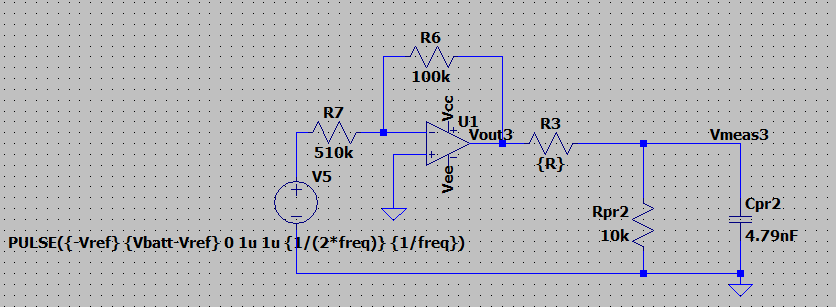 R6
100k
R7
510k
Vcc
U1
Vout3
Vee
R3
{R}
Vmeas3
V5
Rpr2
10k
Cpr2
4.79nF
PULSE({-Vref} {Vbatt-Vref} 0 1u 1u {1/(2*freq)} {1/freq})